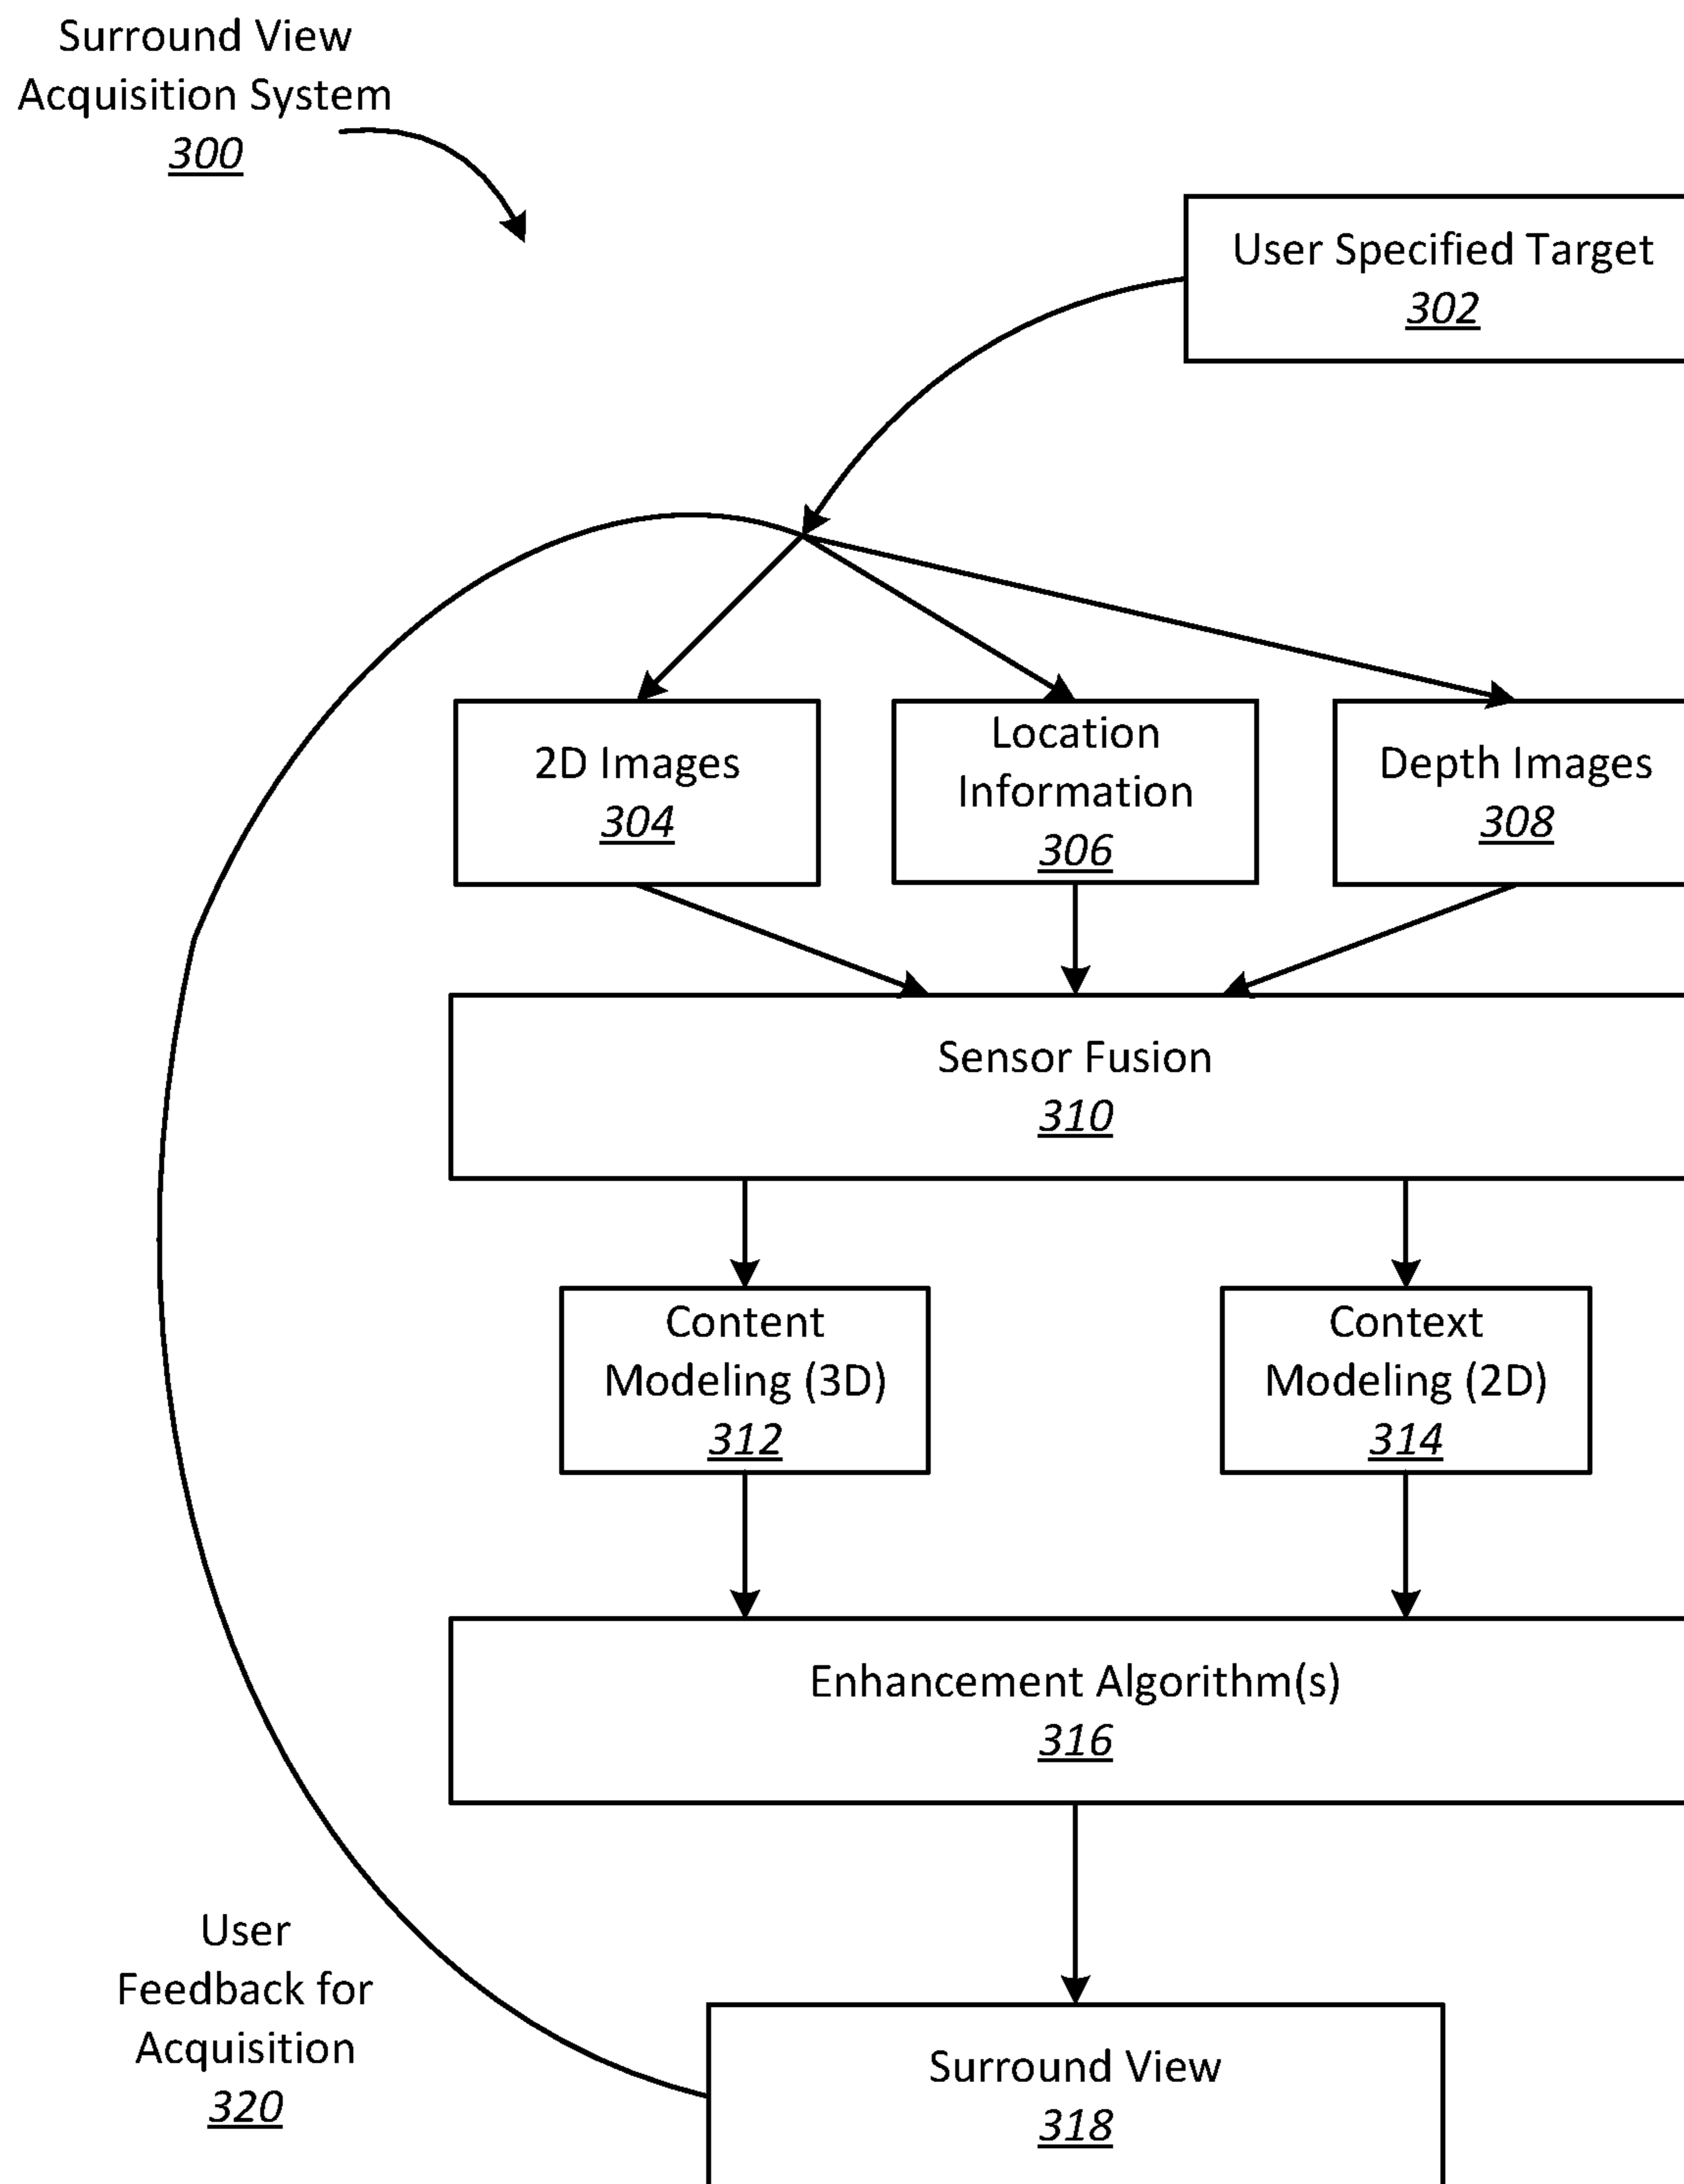 Surround View
Acquisition System
300
User Specified Target
302
2D Images
304
Location
Information
306
Depth Images
308
Sensor Fusion
310
Content
Modeling (3D)
312
Context
Modeling (2D)
314
Enhancement Algorithm(s)
316
User
Feedback for
Acquisition
320
Surround View
318